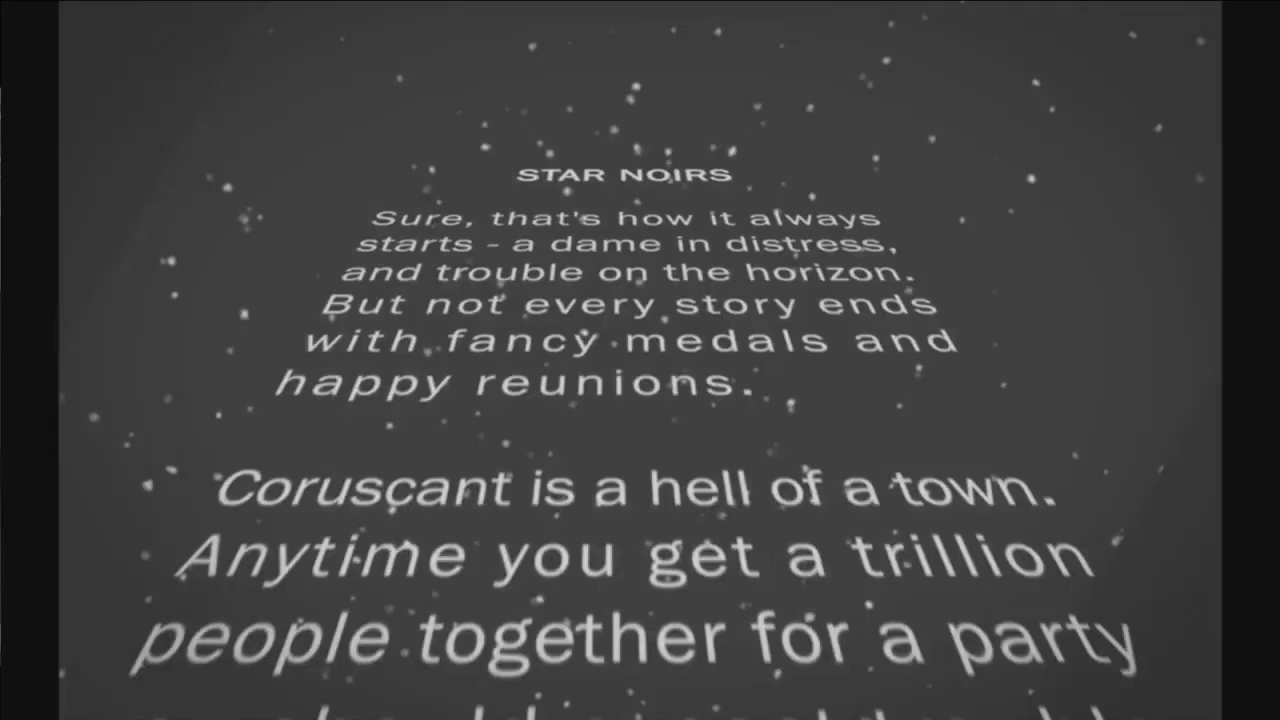 STAR NOIRS
Sure, that's how it always
starts - a dame in distress,
and trouble on the horizon.
But not every story ends
with fancy medals and
happy reunions.
Coruscant is a hell of a town.
Anytime you get a trillion
people together for a party